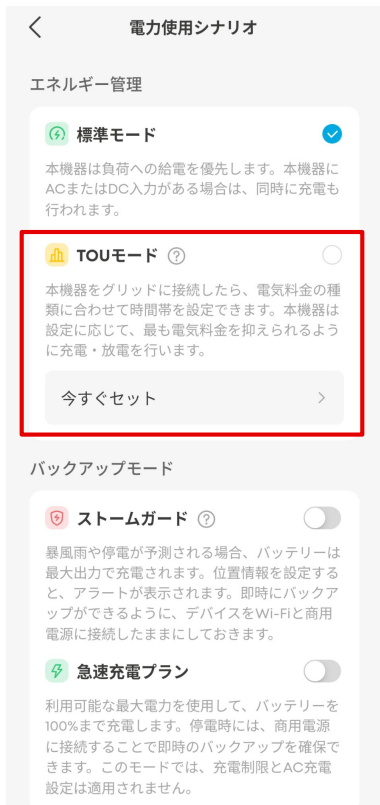 電力使用シナリオ
エネルギー管理
標準モード
本機器は負荷への給電を優先します。本機器に
ACまたはDC入力がある場合は、同時に充電も
行われます。
TOUモード ?
本機器をグリッドに接続したら、電気料金の種
類に合わせて時間帯を設定できます。本機器は
設定に応じて、最も電気料金を抑えられるよう
に充電・放電を行います。
今すぐセット
バックアップモード
ストームガード ?
暴風雨や停電が予測される場合、バッテリーは
最大出力で充電されます。位置情報を設定する
と、アラートが表示されます。即時にバックア
ップができるように、デバイスをWi-Fiと商用
電源に接続したままにしておきます。
急速充電プラン
利用可能な最大電力を使用して、バッテリーを
100%まで充電します。停電時には、商用電源
に接続することで即時のバックアップを確保で
きます。このモードでは、充電制限とAC充電
設定は適用されません。